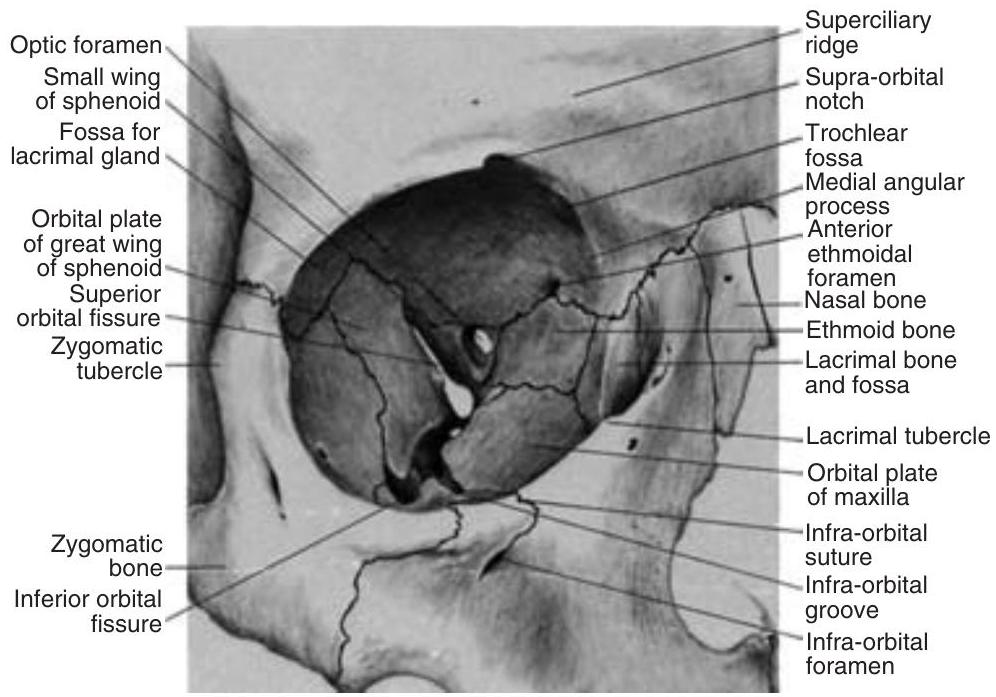 Optic foramen
Small wing
of sphenoid
Fossa for
lacrimal gland
Orbital plate
of great wing
of sphenoid
Superior
orbital fissure
Zygomatic
tubercle
Zygomatic
bone
Inferior orbital
fissure
Superciliary
ridge
Supra-orbital
notch
Trochlear
fossa
Medial angular
process
Anterior
ethmoidal
foramen
Nasal bone
Ethmoid bone
Lacrimal bone
and fossa
Lacrimal tubercle
Orbital plate
of maxilla
Infra-orbital
suture
Infra-orbital
groove
Infra-orbital
foramen